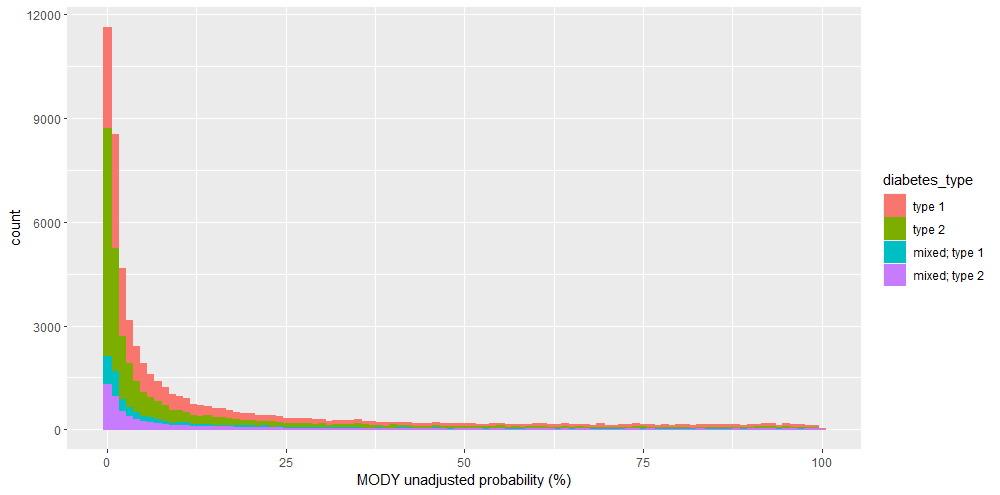 12000
9000
6000
3000
0
count
0
25
50
75
100
MODY unadjusted probability (%)
diabetes_type
type 1
type 2
mixed; type 1
mixed; type 2